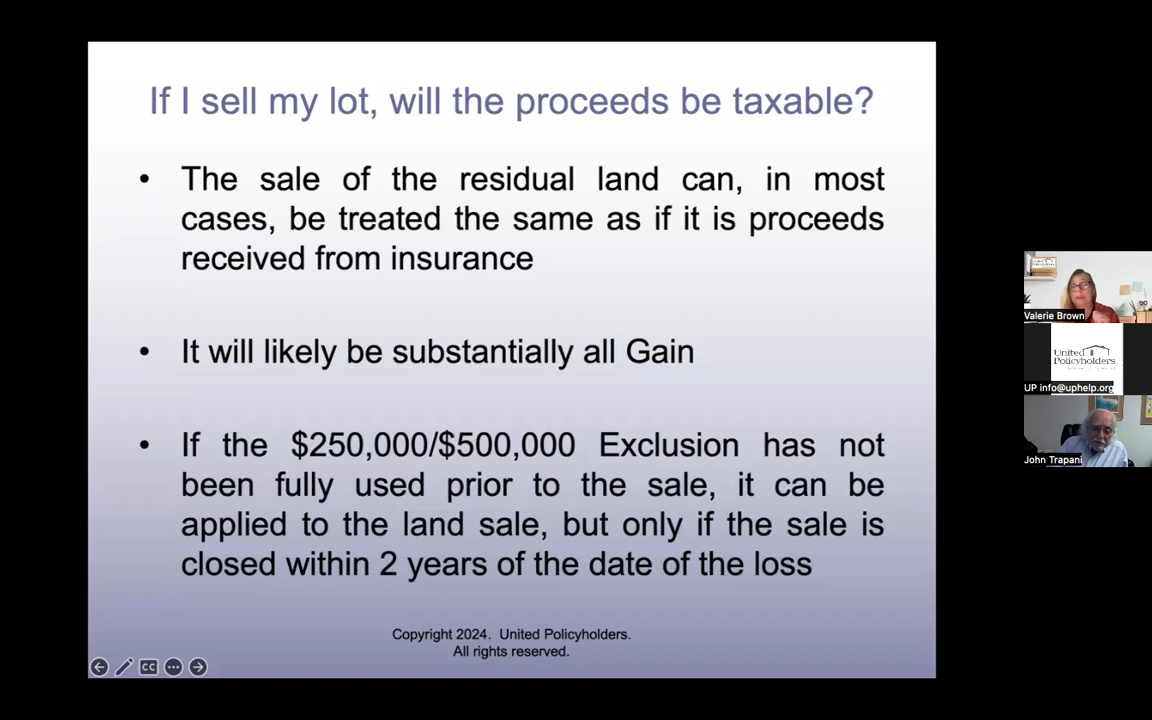 If I sell my lot, will the proceeds be taxable?
• The sale of the residual land can, in most
cases, be treated the same as if it is proceeds
received from insurance
• It will likely be substantially all Gain
• If the $250,000/$500,000 Exclusion has not
been fully used prior to the sale, it can be
applied to the land sale, but only if the sale is
closed within 2 years of the date of the loss
Copyright 2024. United Policyholders.
All rights reserved.
CC
Valerie Brown
United
Policyholders.
UP info@uphelp.org
John Trapani